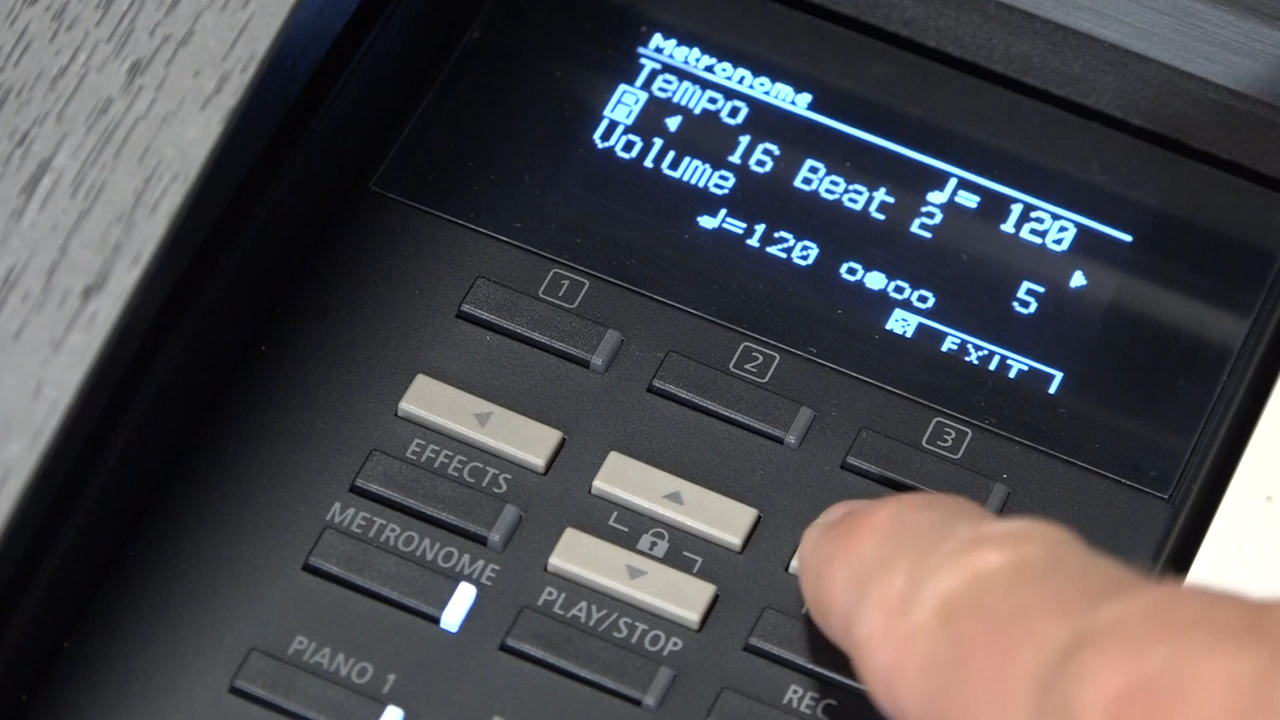 Metronome
Tempo ♩= 120
R ◂ 16 Beat 2 ▸
Volume 5
♩=120 ○●○○
EXIT
1
2
3
EFFECTS
METRONOME
PLAY/STOP
PIANO 1
REC